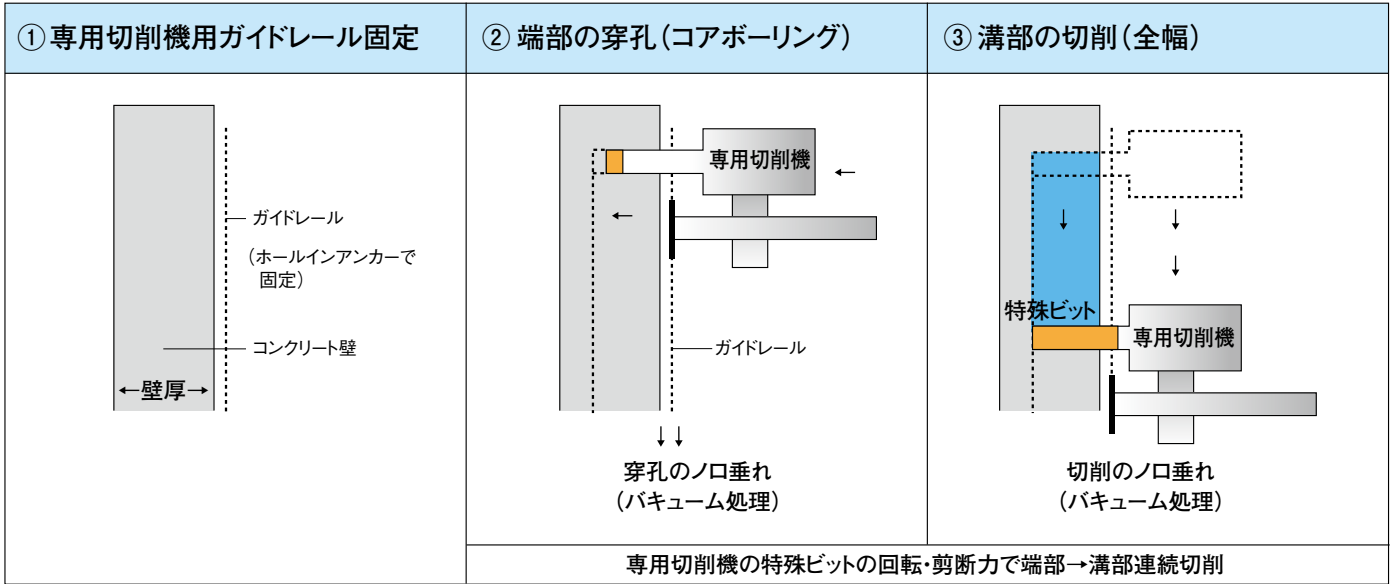 ①専用切削機用ガイドレール固定
②端部の穿孔(コアボーリング)
③溝部の切削(全幅)
ガイドレール
(ホールインアンカーで
固定)
コンクリート壁
←壁厚→
専用切削機
ガイドレール
穿孔のノロ垂れ
(バキューム処理)
特殊ビット
専用切削機
切削のノロ垂れ
(バキューム処理)
専用切削機の特殊ビットの回転・剪断力で端部→溝部連続切削